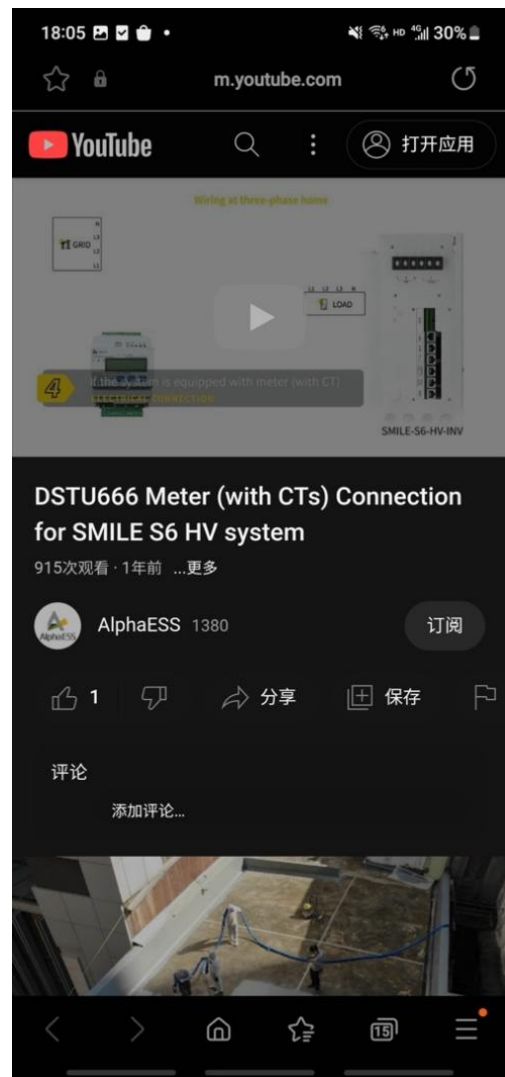 18:05
HD 4G 30%
m.youtube.com
YouTube
打开应用
Wiring at three-phase home
GRID
N
L3
L2
L1
L1 L2 L3 N
LOAD
4
If the system is equipped with meter (with CT)
ELECTRICAL CONNECTION
SMILE-S6-HV-INV
DSTU666 Meter (with CTs) Connection
for SMILE S6 HV system
915次观看 · 1年前 ...更多
AlphaESS
AlphaESS 1380
订阅
1
分享
保存
评论
添加评论...
15